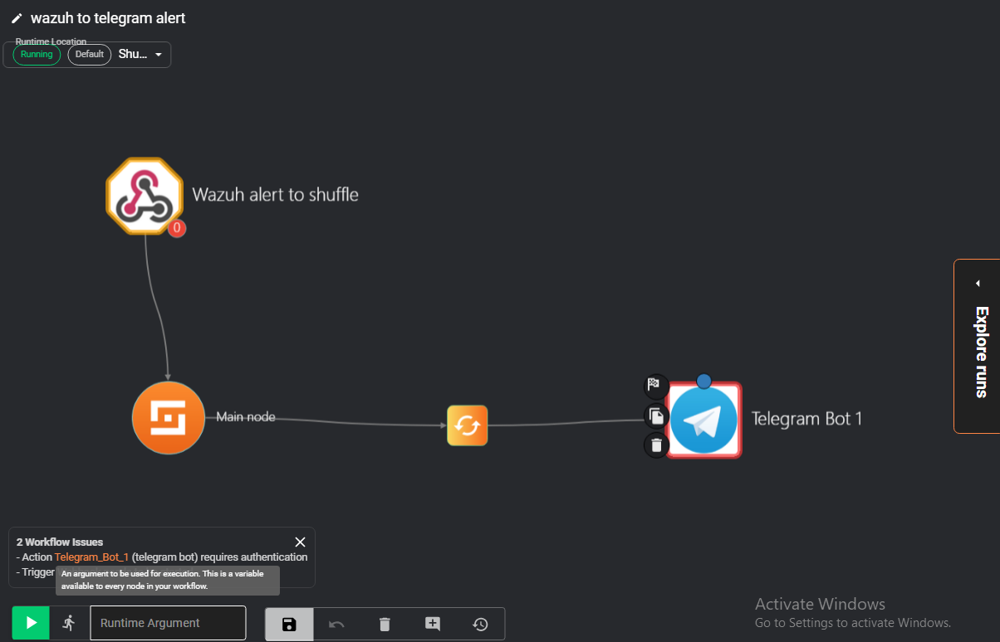 wazuh to telegram alert
Runtime Location
Running
Default
Shu...
Wazuh alert to shuffle
0
Explore runs
Main node
Telegram Bot 1
2 Workflow Issues
- Action Telegram_Bot_1 (telegram bot) requires authentication
- Trigger
An argument to be used for execution. This is a variable
available to every node in your workflow.
Runtime Argument
Activate Windows
Go to Settings to activate Windows.